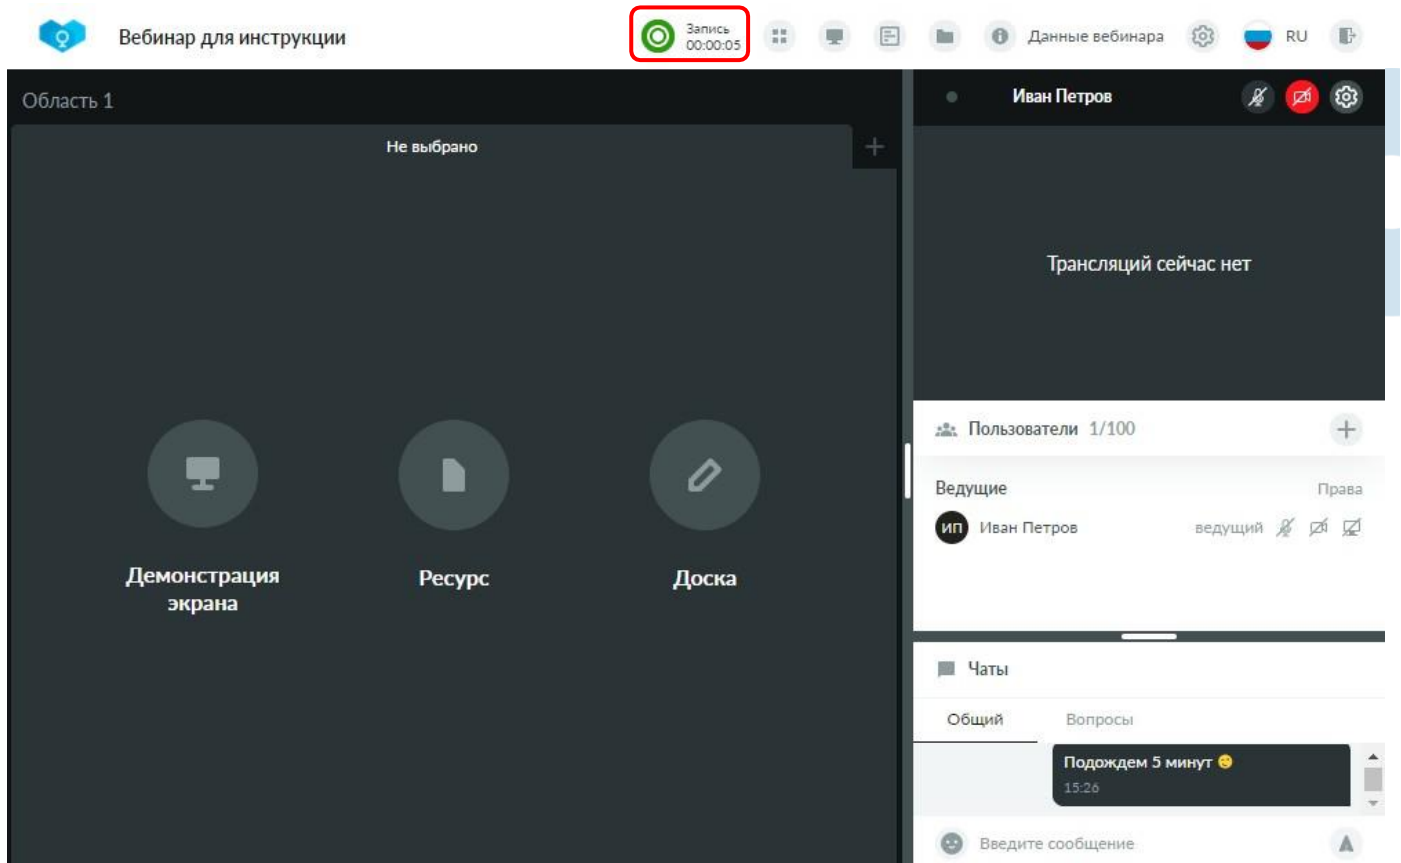 Вебинар для инструкции
Запись
00:00:05
Данные вебинара
RU
Область 1
Не выбрано
Демонстрация
экрана
Ресурс
Доска
Иван Петров
Трансляций сейчас нет
Пользователи 1/100
Ведущие Права
ИП Иван Петров ведущий
Чаты
Общий Вопросы
Подождем 5 минут 🙂
15:26
Введите сообщение